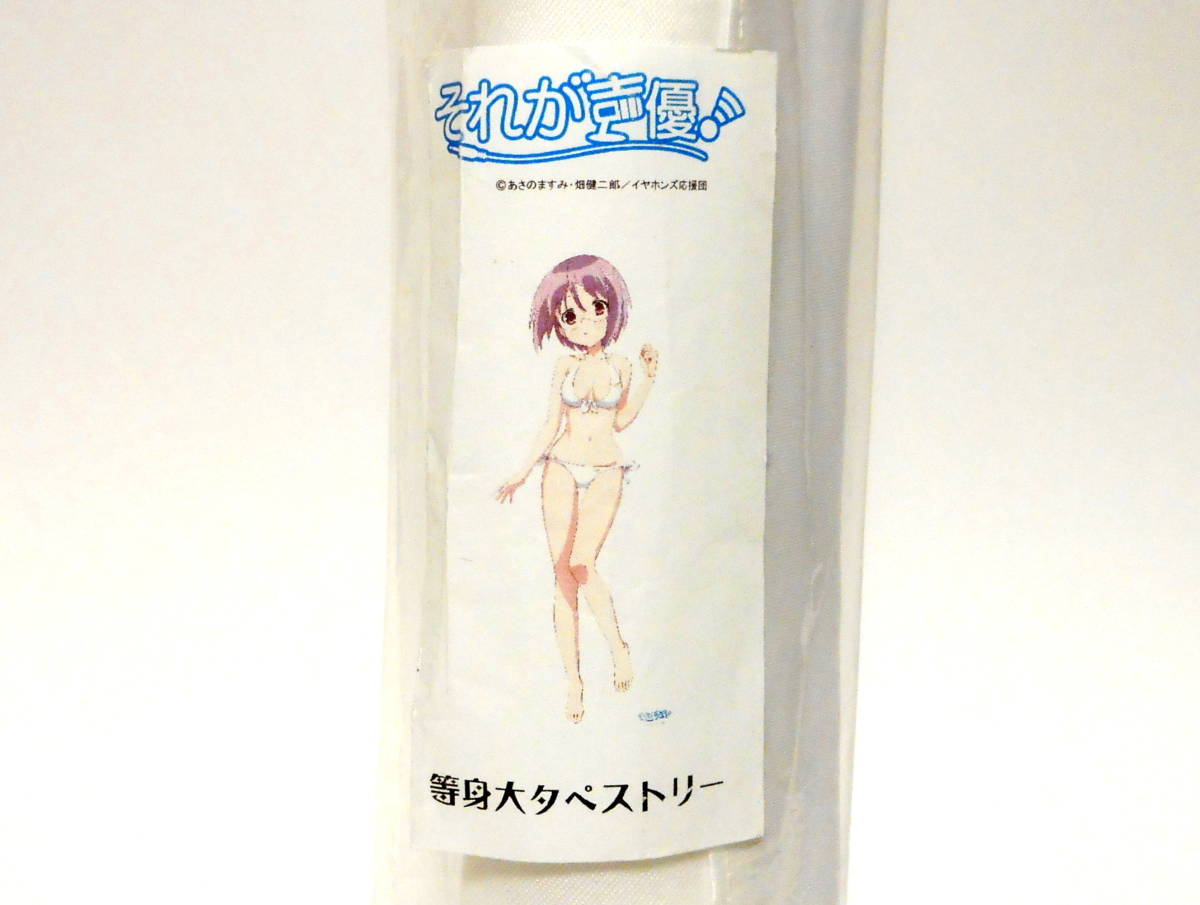 それが声優!
©あさのますみ・畑健二郎／イヤホンズ応援団
等身大タペストリー